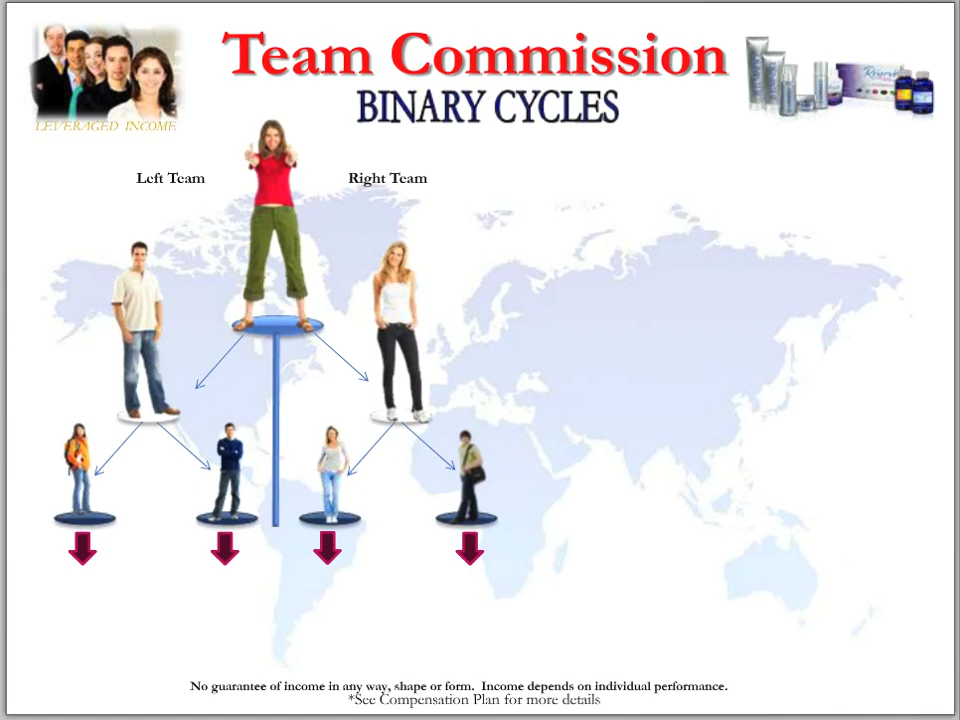 Team Commission
BINARY CYCLES
LEVERAGED INCOME
Reserve
Left Team
Right Team
No guarantee of income in any way, shape or form. Income depends on individual performance.
*See Compensation Plan for more details